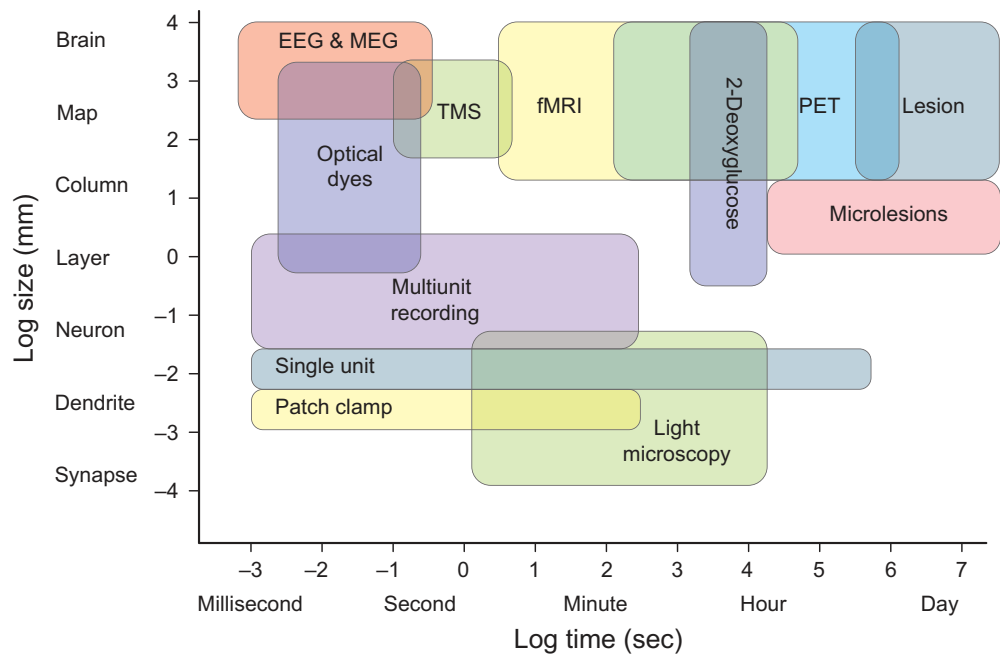 Log size (mm)
Brain
Map
Column
Layer
Neuron
Dendrite
Synapse
4
3
2
1
0
–1
–2
–3
–4
EEG & MEG
TMS
fMRI
2-Deoxyglucose
PET
Lesion
Optical
dyes
Microlesions
Multiunit
recording
Single unit
Patch clamp
Light
microscopy
–3 –2 –1 0 1 2 3 4 5 6 7
Millisecond Second Minute Hour Day
Log time (sec)